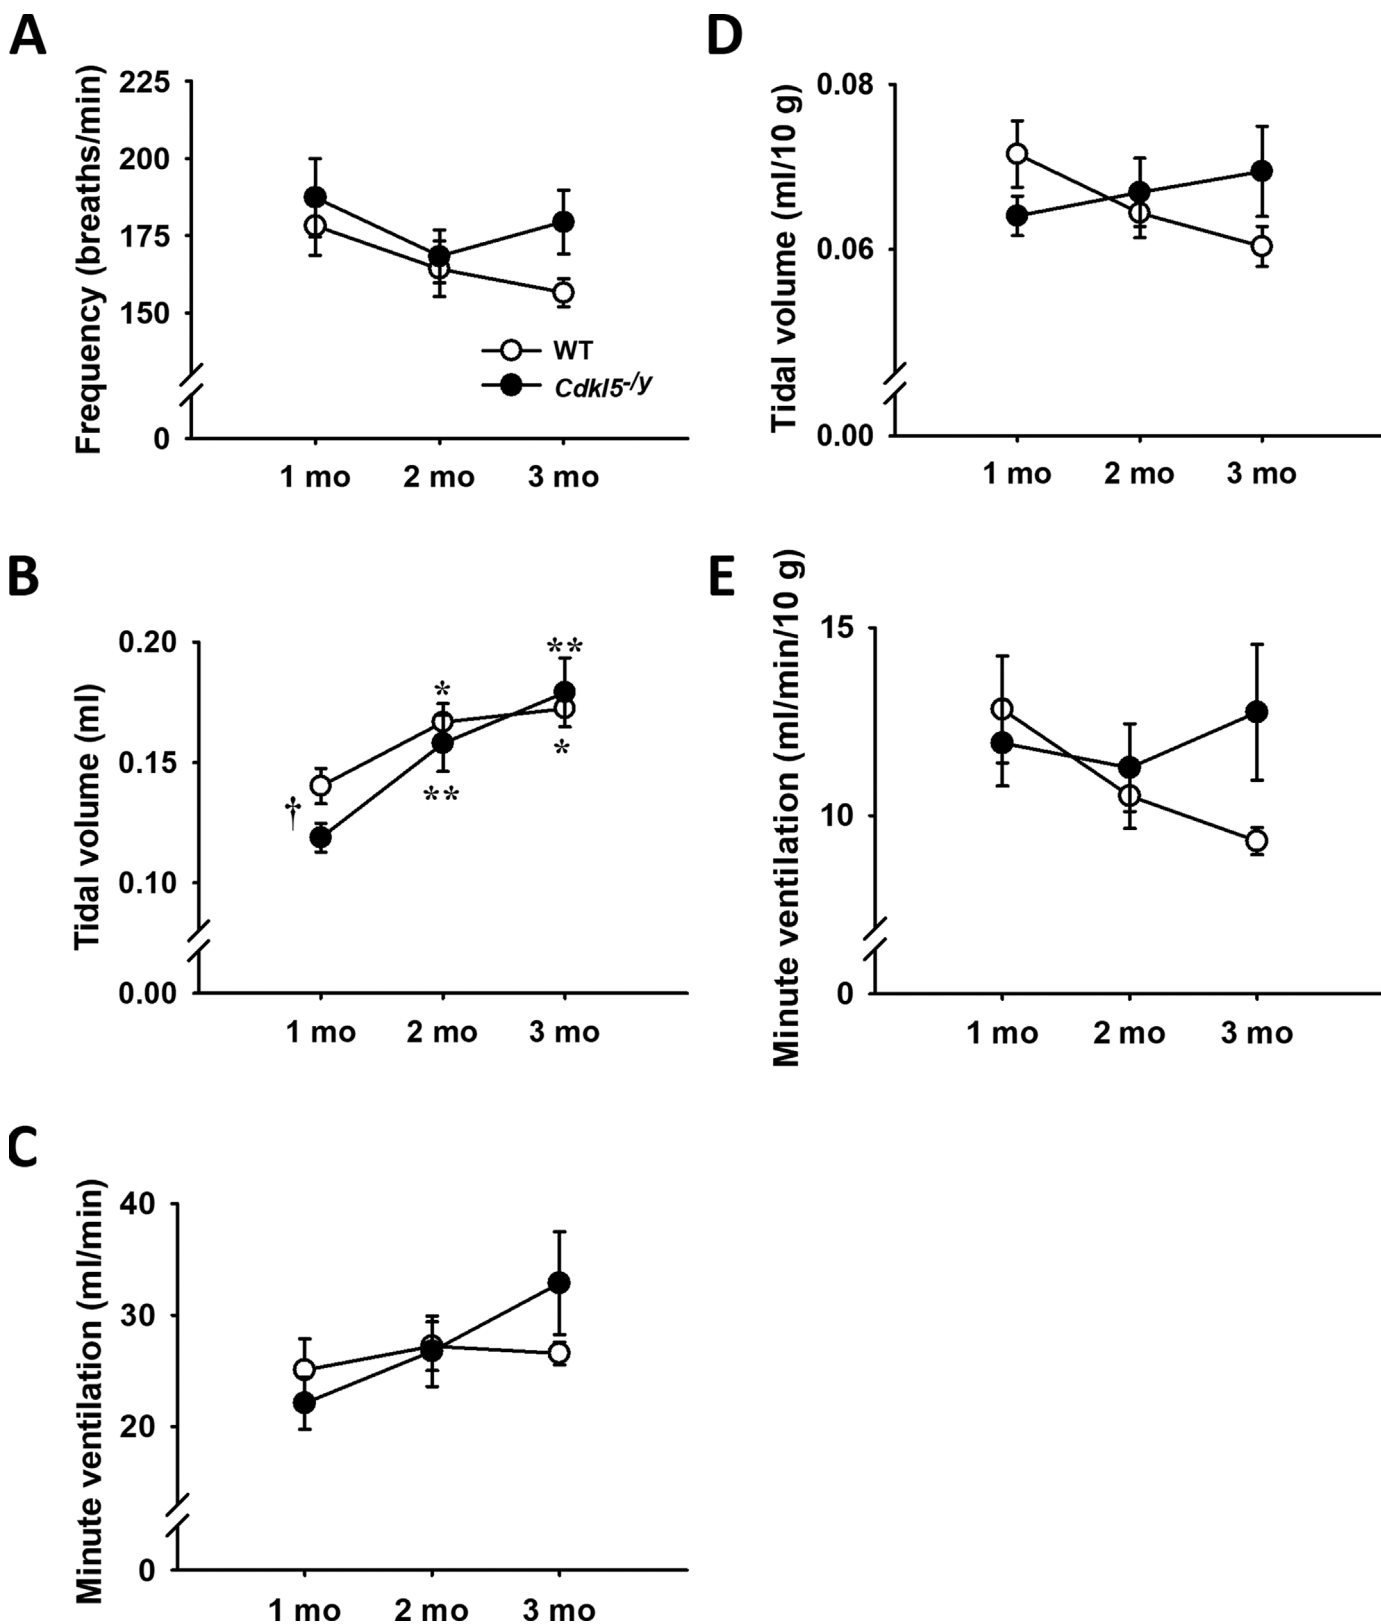 A
Frequency (breaths/min)
225
200
175
150
0
WT
Cdkl5-/y
1 mo 2 mo 3 mo
D
Tidal volume (ml/10 g)
0.08
0.06
0.00
1 mo 2 mo 3 mo
B
Tidal volume (ml)
0.20
0.15
0.10
0.00
**
*
*
**
†
1 mo 2 mo 3 mo
E
Minute ventilation (ml/min/10 g)
15
10
0
1 mo 2 mo 3 mo
C
Minute ventilation (ml/min)
40
30
20
0
1 mo 2 mo 3 mo